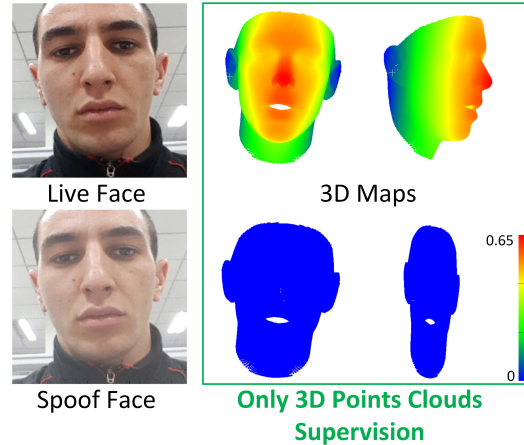 Live Face
3D Maps
0.65
0
Spoof Face
Only 3D Points Clouds
Supervision